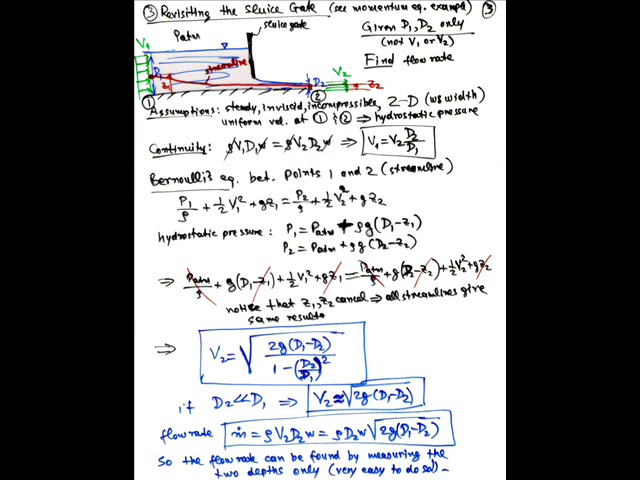 ③ Revisiting the Sluice Gate (see momentum eq. example) ③
Patm
sluice gate
Given D₁, D₂ only
(not V₁ or V₂)
Find flow rate
V₁
D₁
Z₁
streamline
D₂
V₂
Z₂
① ②
Assumptions: steady, inviscid, incompressible, 2-D (w=width)
uniform vel. at ① & ② ⇒ hydrostatic pressure
Continuity: ρV₁D₁w = ρV₂D₂w ⇒ V₁ = V₂ D₂/D₁
Bernoulli's eq. bet. points 1 and 2 (streamline)
P₁/ρ + 1/2 V₁² + gz₁ = P₂/ρ + 1/2 V₂² + gz₂
hydrostatic pressure: P₁ = Patm + ρg(D₁-z₁)
P₂ = Patm + ρg(D₂-z₂)
⇒ Patm/ρ + g(D₁-z₁) + 1/2 V₁² + gz₁ = Patm/ρ + g(D₂-z₂) + 1/2 V₂² + gz₂
notice that z₁, z₂ cancel ⇒ all streamlines give
same results
⇒ V₂ = √(2g(D₁-D₂) / (1-(D₂/D₁)²))
if D₂ << D₁ ⇒ V₂ ≈ √2g(D₁-D₂)
flow rate ṁ = ρV₂D₂w = ρD₂w √2g(D₁-D₂)
So the flow rate can be found by measuring the
two depths only (very easy to do so) -